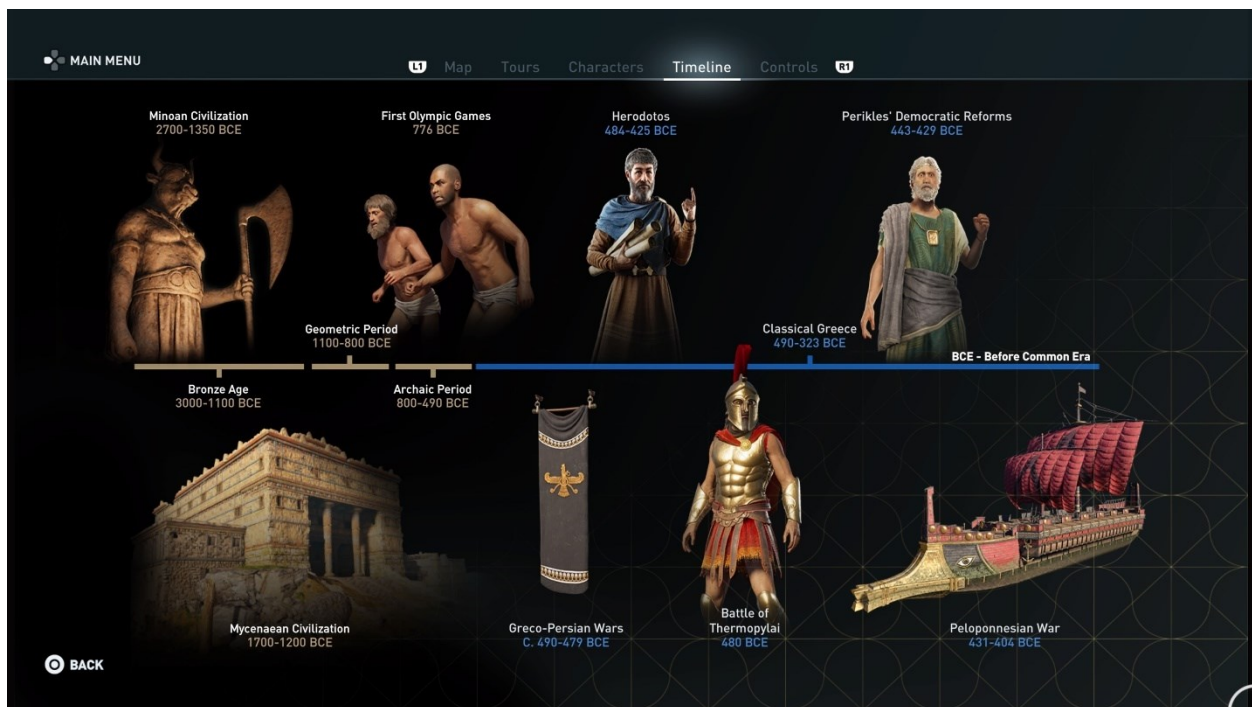 MAIN MENU
L1 Map Tours Characters Timeline Controls R1
Minoan Civilization
2700-1350 BCE
First Olympic Games
776 BCE
Herodotos
484-425 BCE
Perikles' Democratic Reforms
443-429 BCE
Geometric Period
1100-800 BCE
Classical Greece
490-323 BCE
BCE - Before Common Era
Bronze Age
3000-1100 BCE
Archaic Period
800-490 BCE
Mycenaean Civilization
1700-1200 BCE
Greco-Persian Wars
C. 490-479 BCE
Battle of
Thermopylai
480 BCE
Peloponnesian War
431-404 BCE
BACK